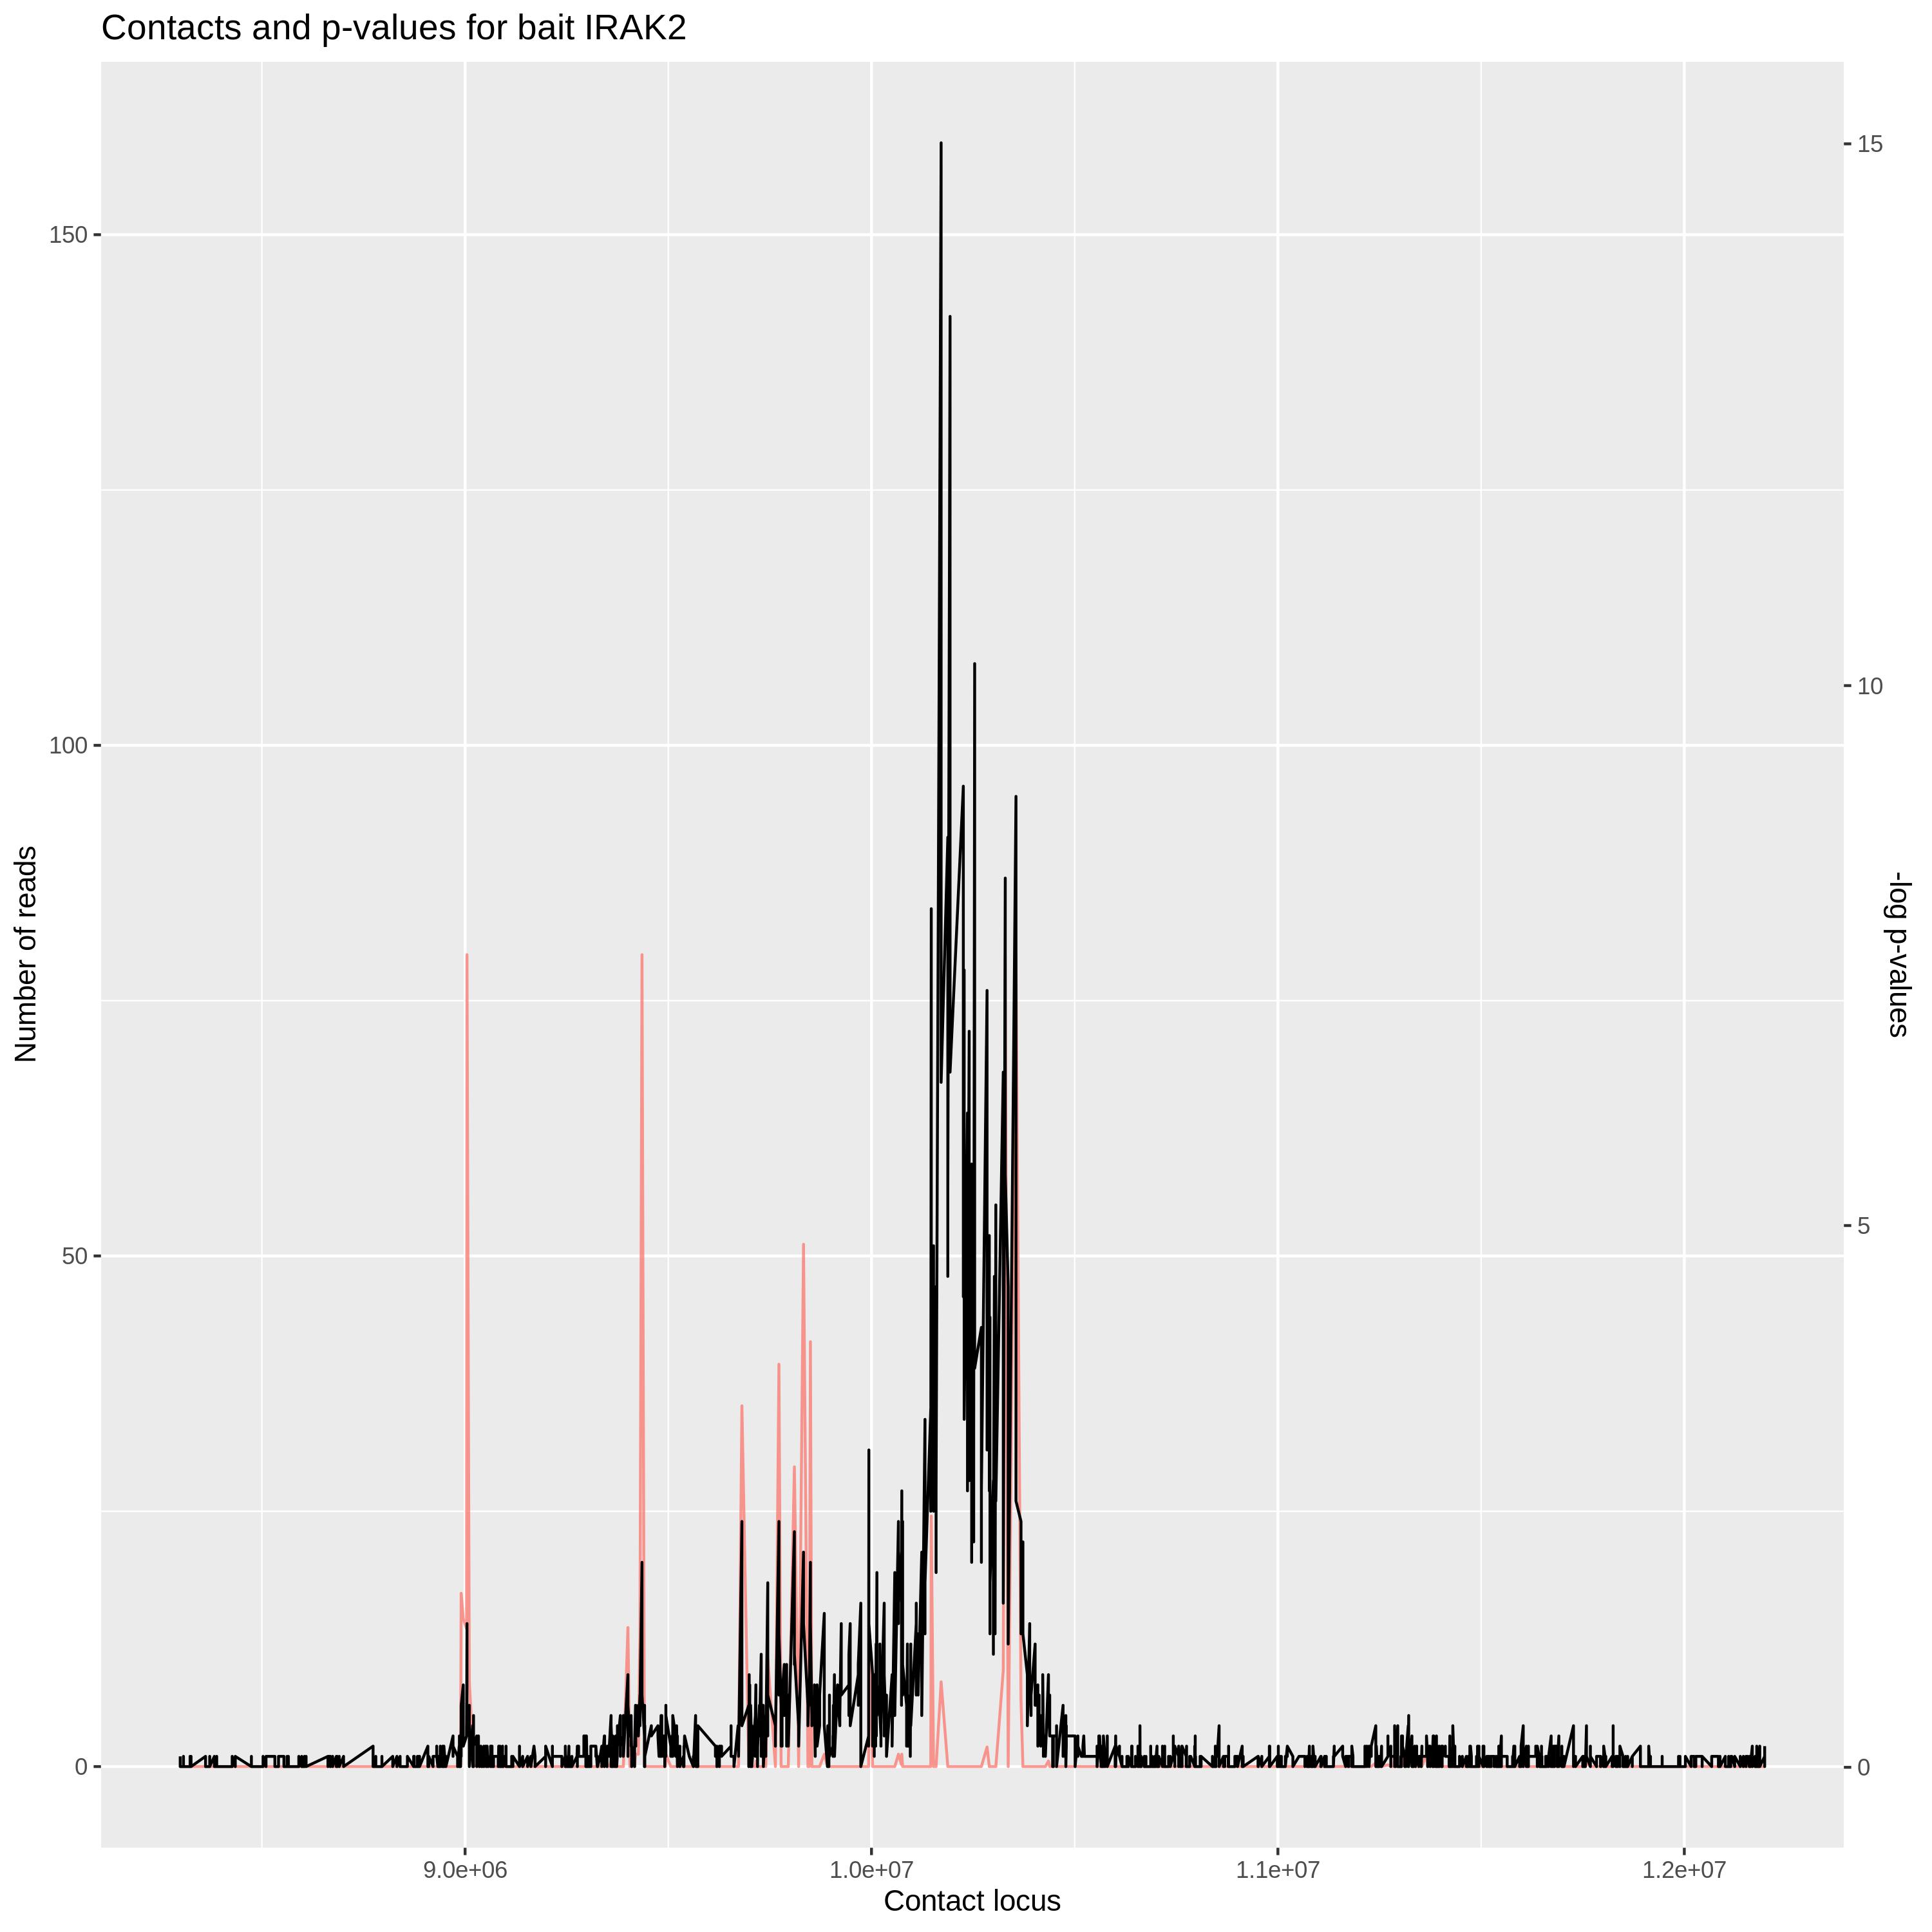 Contacts and p-values for bait IRAK2
150
100
50
0
Number of reads
15
10
5
0
-log p-values
9.0e+06
1.0e+07
1.1e+07
1.2e+07
Contact locus